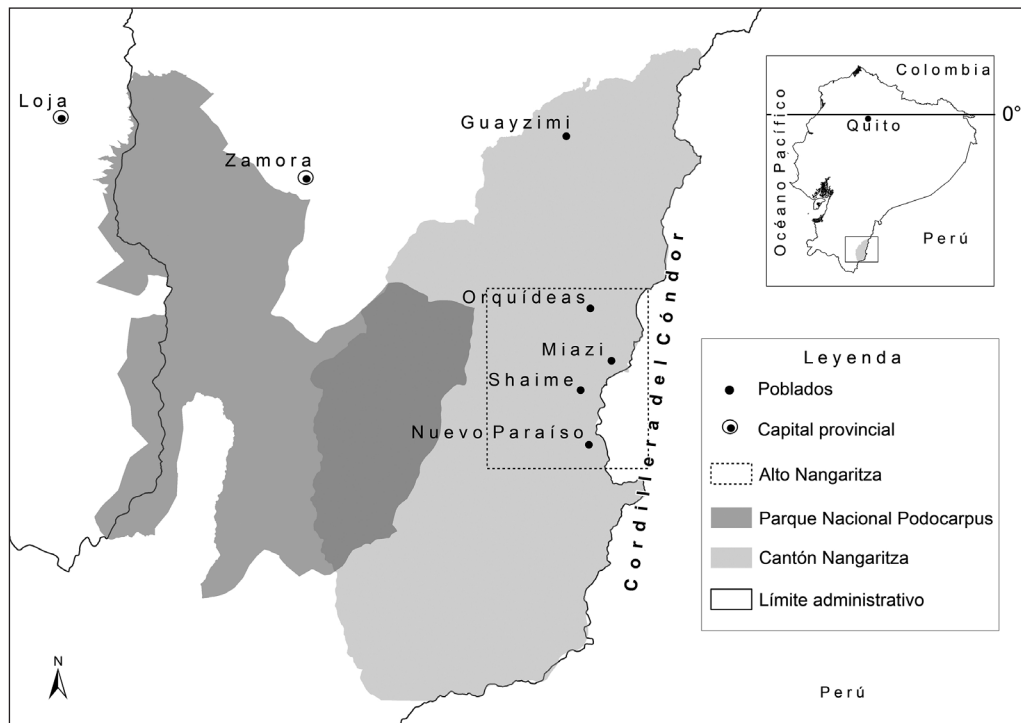 Loja
Zamora
Guayzimi
Orquídeas
Miazi
Shaime
Nuevo Paraíso
Cordillera del Cóndor
N
Perú
Colombia
0°
Quito
Océano Pacífico
Perú
Leyenda
Poblados
Capital provincial
Alto Nangaritza
Parque Nacional Podocarpus
Cantón Nangaritza
Límite administrativo